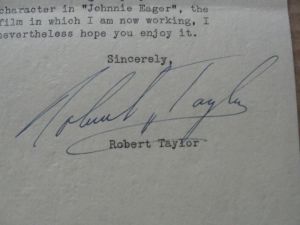 character in "Johnnie Eager", the
film in which I am now working, I
nevertheless hope you enjoy it.
Sincerely,
Robert Taylor
Robert Taylor